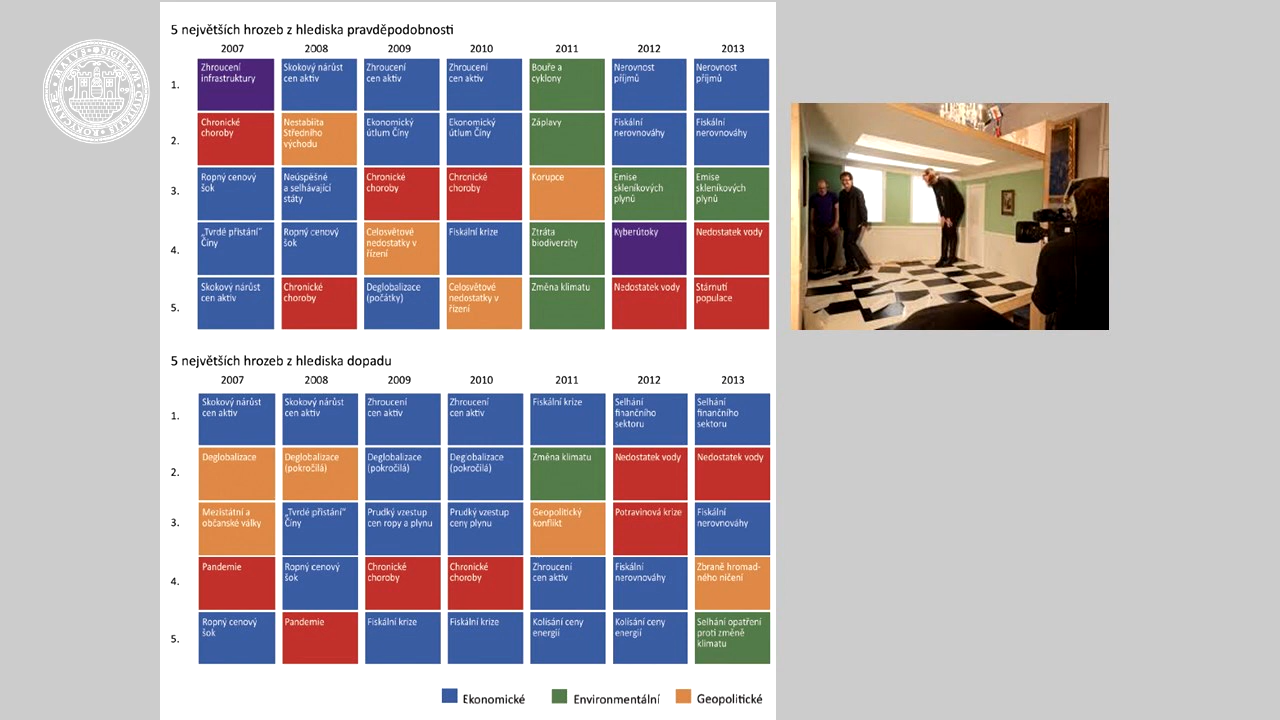 5 největších hrozeb z hlediska pravděpodobnosti
2007 2008 2009 2010 2011 2012 2013
1.
Zhroucení
infrastruktury
Skokový nárůst
cen aktiv
Zhroucení
cen aktiv
Zhroucení
cen aktiv
Bouře a
cyklony
Nerovnost
příjmů
Nerovnost
příjmů
2.
Chronické
choroby
Nestabilita
Středního
východu
Ekonomický
útlum Číny
Ekonomický
útlum Číny
Záplavy
Fiskální
nerovnováhy
Fiskální
nerovnováhy
3.
Ropný cenový
šok
Neúspěšné
a selhávající
státy
Chronické
choroby
Chronické
choroby
Korupce
Emise
skleníkových
plynů
Emise
skleníkových
plynů
4.
„Tvrdé přistání“
Číny
Ropný cenový
šok
Celosvětové
nedostatky v
řízení
Fiskální krize
Ztráta
biodiverzity
Kyberútoky
Nedostatek vody
5.
Skokový nárůst
cen aktiv
Chronické
choroby
Deglobalizace
(počátky)
Celosvětové
nedostatky v
řízení
Změna klimatu
Nedostatek vody
Stárnutí
populace
5 největších hrozeb z hlediska dopadu
2007 2008 2009 2010 2011 2012 2013
1.
Skokový nárůst
cen aktiv
Skokový nárůst
cen aktiv
Zhroucení
cen aktiv
Zhroucení
cen aktiv
Fiskální krize
Selhání
finančního
sektoru
Selhání
finančního
sektoru
2.
Deglobalizace
Deglobalizace
(pokročilá)
Deglobalizace
(pokročilá)
Deglobalizace
(pokročilá)
Změna klimatu
Nedostatek vody
Nedostatek vody
3.
Mezistátní a
občanské války
„Tvrdé přistání“
Číny
Prudký vzestup
cen ropy a plynu
Prudký vzestup
ceny plynu
Geopolitický
konflikt
Potravinová krize
Fiskální
nerovnováhy
4.
Pandemie
Ropný cenový
šok
Chronické
choroby
Chronické
choroby
Zhroucení
cen aktiv
Fiskální
nerovnováhy
Zbraně hromad-
ného ničení
5.
Ropný cenový
šok
Pandemie
Fiskální krize
Fiskální krize
Kolísání ceny
energií
Kolísání ceny
energií
Selhání opatření
proti změně
klimatu
Ekonomické Environmentální Geopolitické